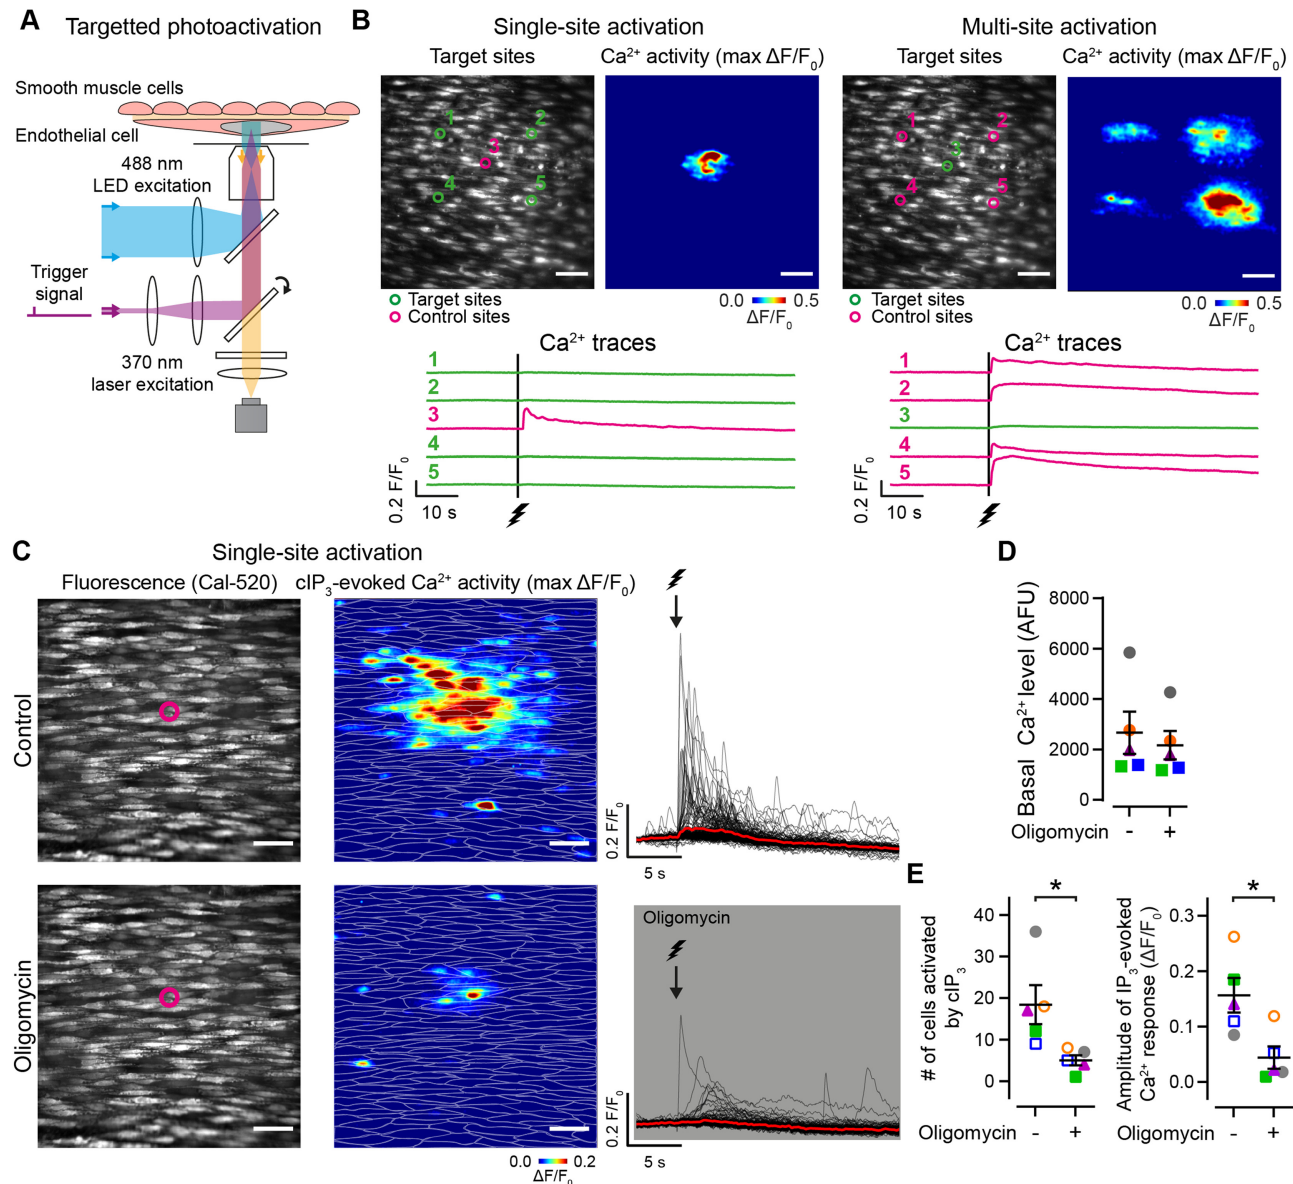 A
Targetted photoactivation
Smooth muscle cells
Endothelial cell
488 nm
LED excitation
Trigger
signal
370 nm
laser excitation
B
Single-site activation
Target sites
Ca²⁺ activity (max ΔF/F₀)
1
2
3
4
5
Target sites
Control sites
0.0
0.5
ΔF/F₀
Ca²⁺ traces
1
2
3
4
5
0.2 F/F₀
10 s
Multi-site activation
Target sites
Ca²⁺ activity (max ΔF/F₀)
1
2
3
4
5
Target sites
Control sites
0.0
0.5
ΔF/F₀
Ca²⁺ traces
1
2
3
4
5
0.2 F/F₀
10 s
C
Single-site activation
Fluorescence (Cal-520)
cIP₃-evoked Ca²⁺ activity (max ΔF/F₀)
Control
0.2 F/F₀
5 s
Oligomycin
Oligomycin
0.2 F/F₀
5 s
0.0
0.2
ΔF/F₀
D
Basal Ca²⁺ level (AFU)
8000
6000
4000
2000
0
Oligomycin - +
E
# of cells activated
by cIP₃
40
30
20
10
0
*
Oligomycin - +
Amplitude of IP₃-evoked
Ca²⁺ response (ΔF/F₀)
0.3
0.2
0.1
0.0
*
Oligomycin - +